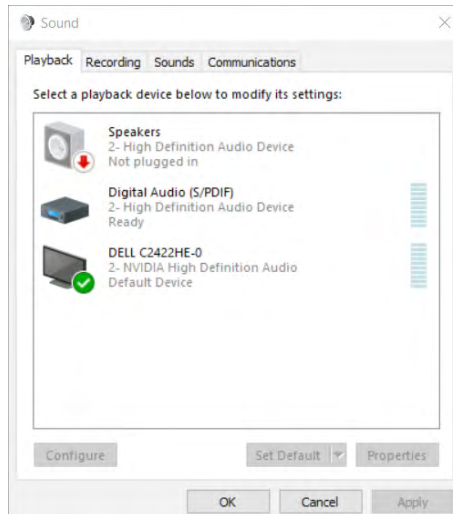 Sound
Playback Recording Sounds Communications
Select a playback device below to modify its settings:
Speakers
2- High Definition Audio Device
Not plugged in
Digital Audio (S/PDIF)
2- High Definition Audio Device
Ready
DELL C2422HE-0
2- NVIDIA High Definition Audio
Default Device
Configure Set Default Properties
OK Cancel Apply